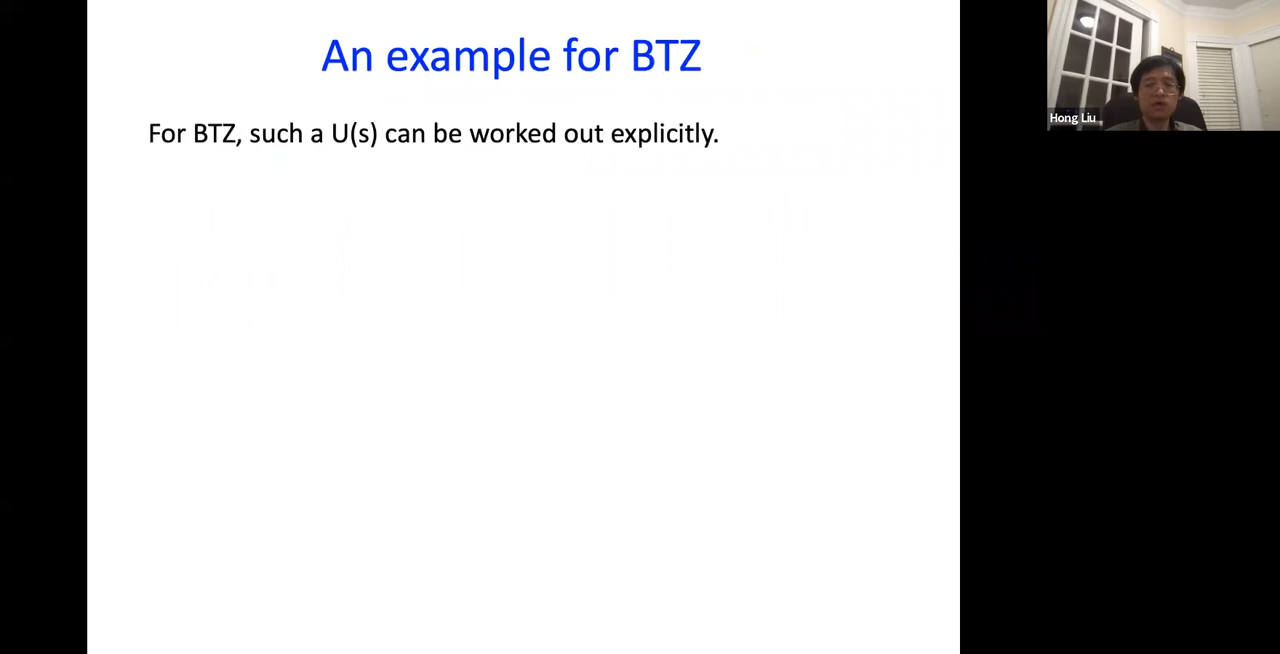 An example for BTZ
For BTZ, such a U(s) can be worked out explicitly.
Hong Liu